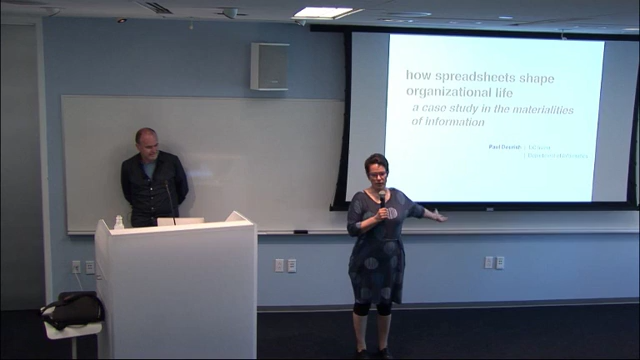 how spreadsheets shape
organizational life
a case study in the materialities
of information
Paul Dourish